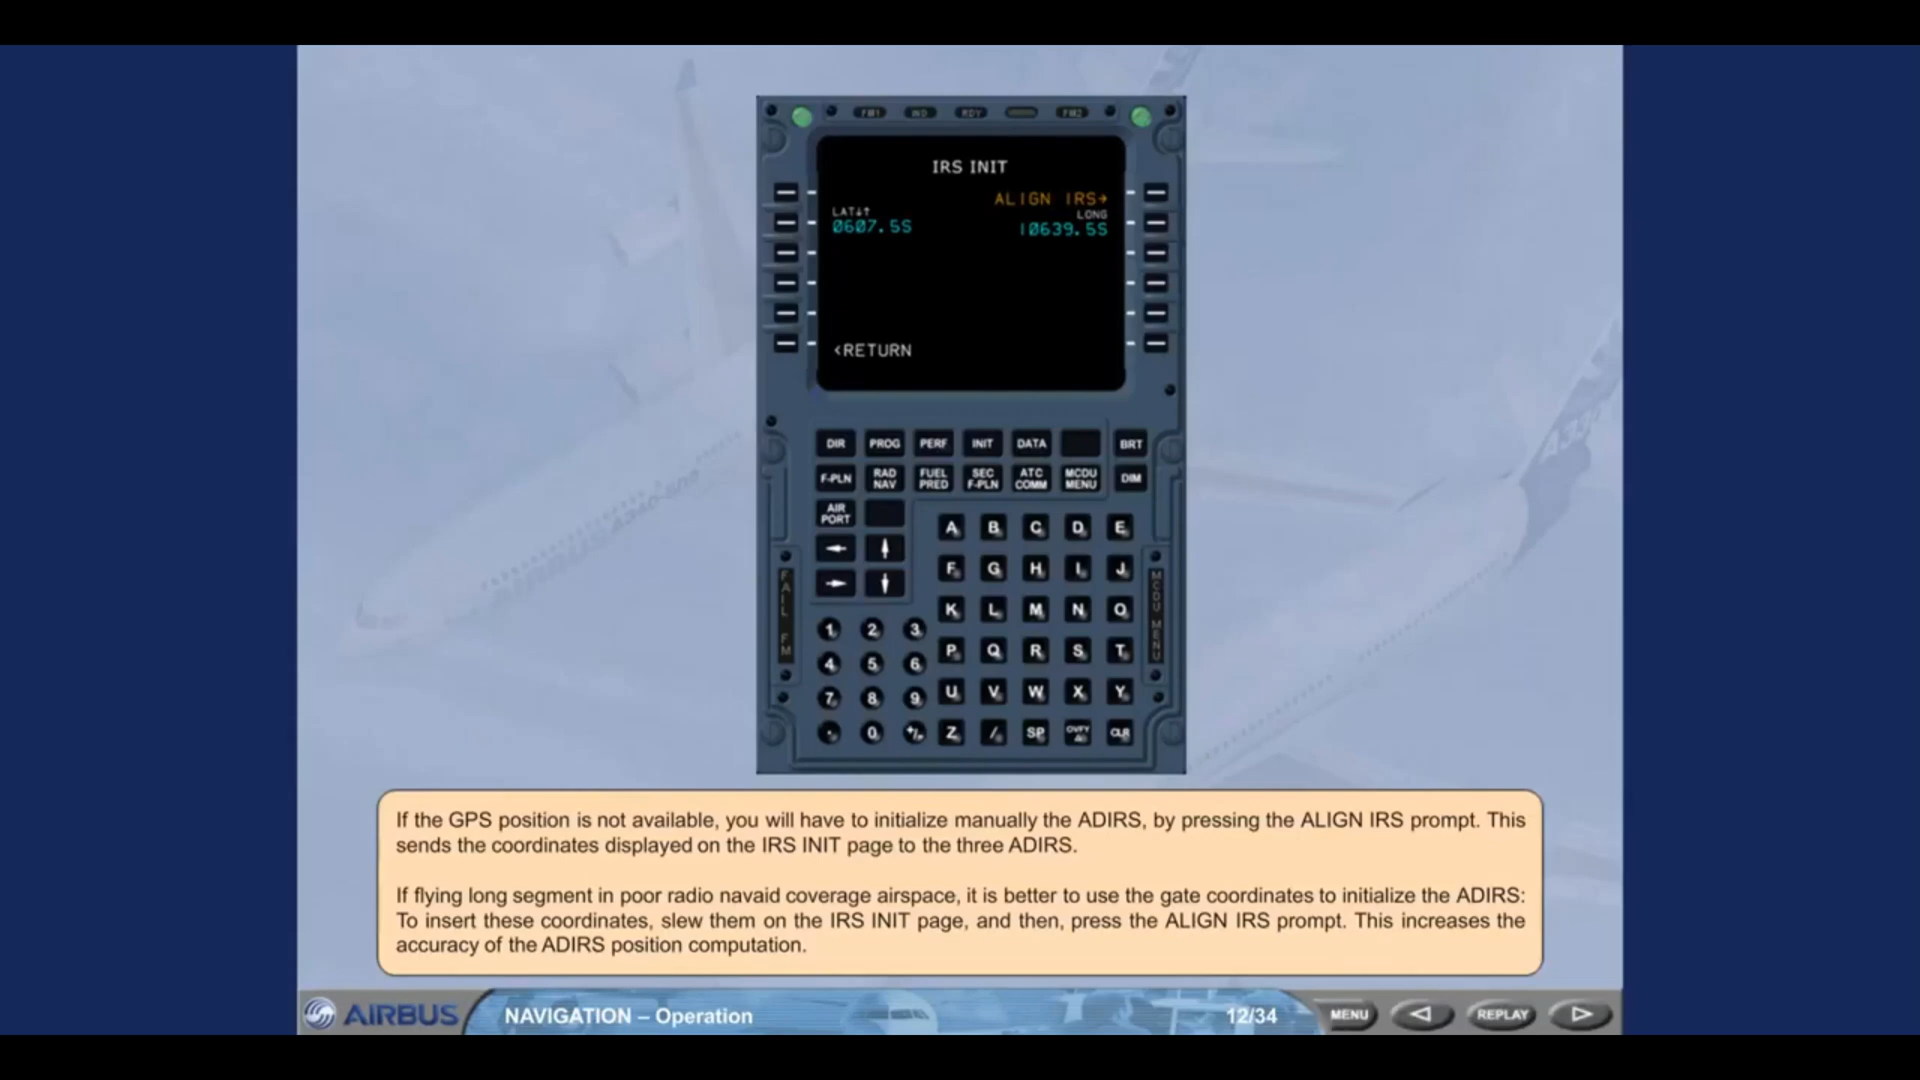 FM1 IND RDY FM2
IRS INIT
ALIGN IRS→
LAT↓↑ LONG
0607.5S 10639.5S
<RETURN
DIR PROG PERF INIT DATA BRT
F-PLN RAD NAV FUEL PRED SEC F-PLN ATC COMM MCDU MENU DIM
AIR PORT
← ↑
→ ↓
A B C D E
F G H I J
K L M N O
P Q R S T
U V W X Y
Z / SP OVFY Δ CLR
1 2 3
4 5 6
7 8 9
. 0 +/-
FAIL FM
MCDU MENU
If the GPS position is not available, you will have to initialize manually the ADIRS, by pressing the ALIGN IRS prompt. This
sends the coordinates displayed on the IRS INIT page to the three ADIRS.
If flying long segment in poor radio navaid coverage airspace, it is better to use the gate coordinates to initialize the ADIRS:
To insert these coordinates, slew them on the IRS INIT page, and then, press the ALIGN IRS prompt. This increases the
accuracy of the ADIRS position computation.
AIRBUS NAVIGATION – Operation 12/34 MENU REPLAY